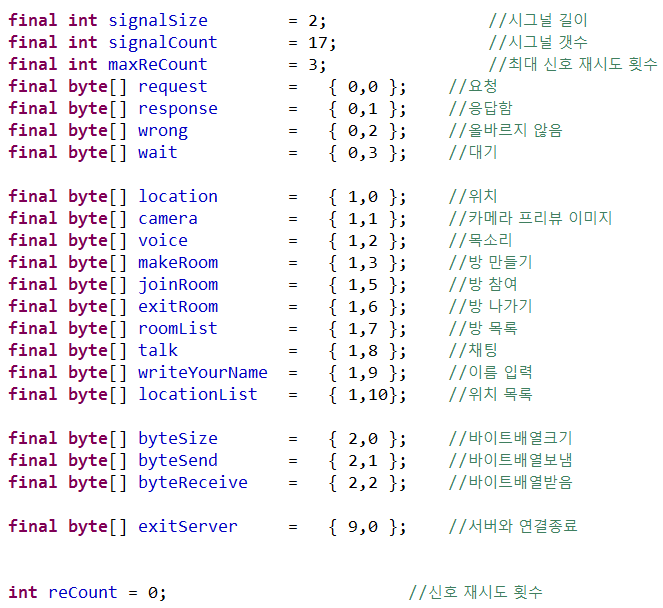 final int signalSize = 2; //시그널 길이
final int signalCount = 17; //시그널 갯수
final int maxReCount = 3; //최대 신호 재시도 횟수
final byte[] request = { 0,0 }; //요청
final byte[] response = { 0,1 }; //응답함
final byte[] wrong = { 0,2 }; //올바르지 않음
final byte[] wait = { 0,3 }; //대기
final byte[] location = { 1,0 }; //위치
final byte[] camera = { 1,1 }; //카메라 프리뷰 이미지
final byte[] voice = { 1,2 }; //목소리
final byte[] makeRoom = { 1,3 }; //방 만들기
final byte[] joinRoom = { 1,5 }; //방 참여
final byte[] exitRoom = { 1,6 }; //방 나가기
final byte[] roomList = { 1,7 }; //방 목록
final byte[] talk = { 1,8 }; //채팅
final byte[] writeYourName = { 1,9 }; //이름 입력
final byte[] locationList = { 1,10}; //위치 목록
final byte[] byteSize = { 2,0 }; //바이트배열크기
final byte[] byteSend = { 2,1 }; //바이트배열보냄
final byte[] byteReceive = { 2,2 }; //바이트배열받음
final byte[] exitServer = { 9,0 }; //서버와 연결종료
int reCount = 0; //신호 재시도 횟수